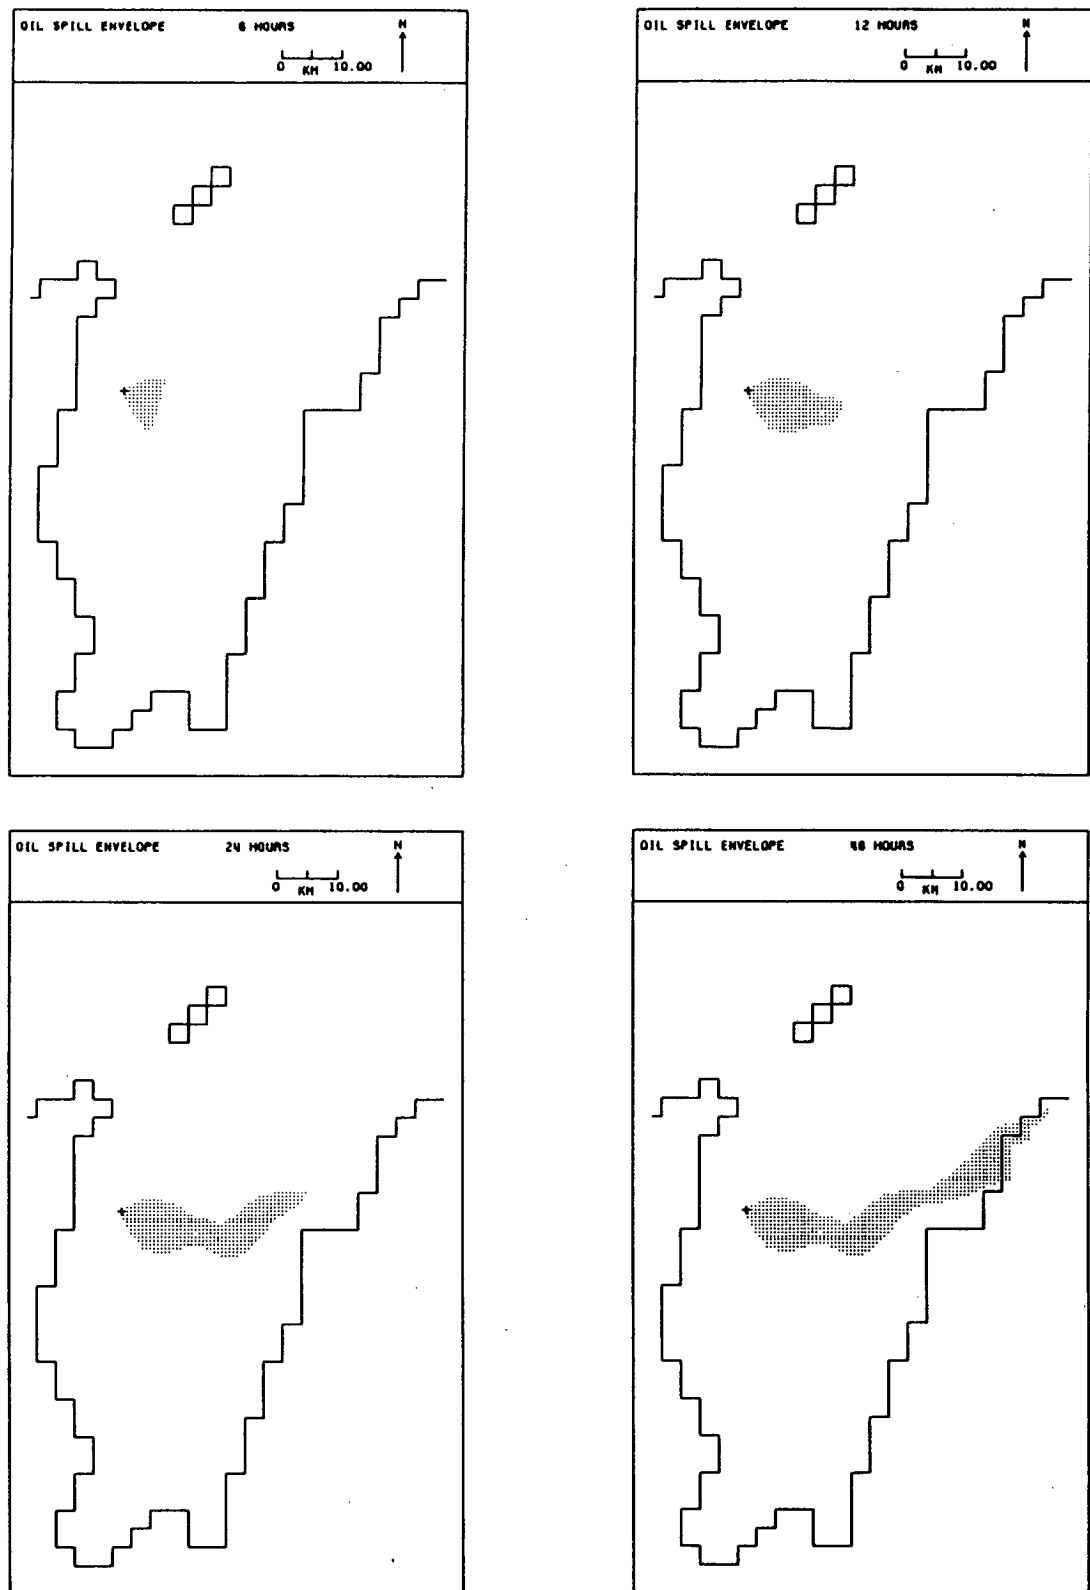 OIL SPILL ENVELOPE 6 HOURS N
0 KM 10.00
OIL SPILL ENVELOPE 12 HOURS N
0 KM 10.00
OIL SPILL ENVELOPE 24 HOURS N
0 KM 10.00
OIL SPILL ENVELOPE 48 HOURS N
0 KM 10.00